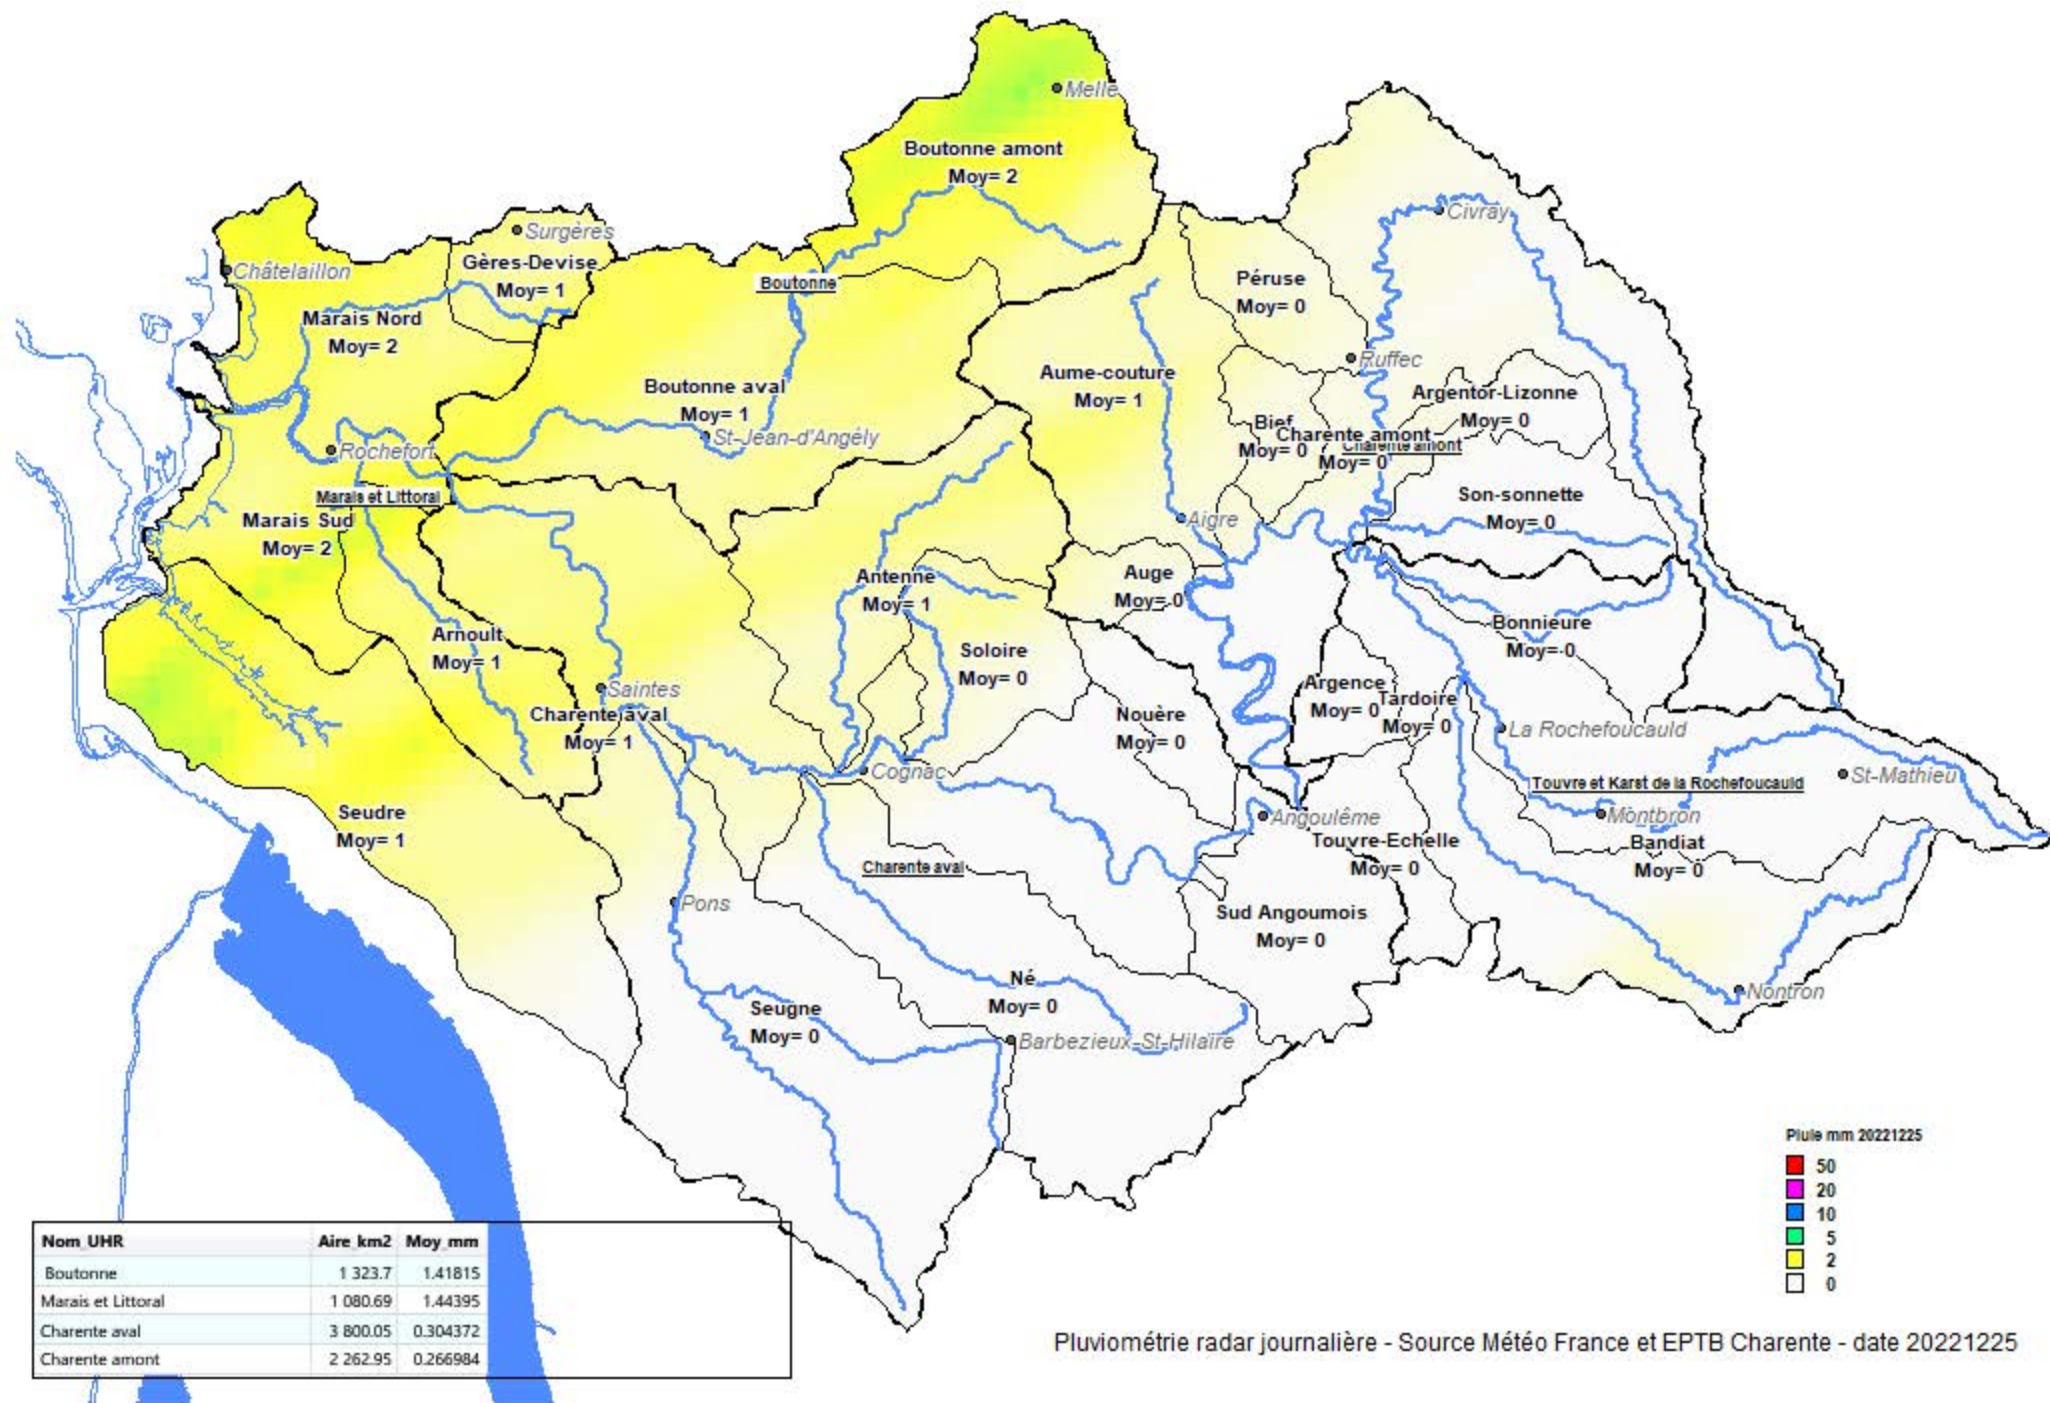 Melle
Boutonne amont
Moy= 2
Civray
Surgères
Châtelaillon
Gères-Devise
Moy= 1
Boutonne
Péruse
Moy= 0
Marais Nord
Moy= 2
Ruffec
Aume-couture
Moy= 1
Boutonne aval
Moy= 1
Argentor-Lizonne
Moy= 0
St-Jean-d'Angély
Bief
Moy= 0
Charente amont
Moy= 0
Charente amont
Rochefort
Marais et Littoral
Son-sonnette
Moy= 0
Marais Sud
Moy= 2
Aigre
Auge
Moy= 0
Antenne
Moy= 1
Bonnieure
Moy= 0
Arnoult
Moy= 1
Soloire
Moy= 0
Saintes
Argence
Moy= 0
Tardoire
Moy= 0
Charente aval
Moy= 1
Nouère
Moy= 0
La Rochefoucauld
Cognac
St-Mathieu
Touvre et Karst de la Rochefoucauld
Seudre
Moy= 1
Angoulême
Montbron
Touvre-Echelle
Moy= 0
Bandiat
Moy= 0
Charente aval
Pons
Sud Angoumois
Moy= 0
Né
Moy= 0
Nontron
Seugne
Moy= 0
Barbezieux-St-Hilaire
Pluie mm 20221225
50
20
10
5
2
0
Nom_UHR Aire_km2 Moy_mm
Boutonne 1 323.7 1.41815
Marais et Littoral 1 080.69 1.44395
Charente aval 3 800.05 0.304372
Charente amont 2 262.95 0.266984
Pluviométrie radar journalière - Source Météo France et EPTB Charente - date 20221225